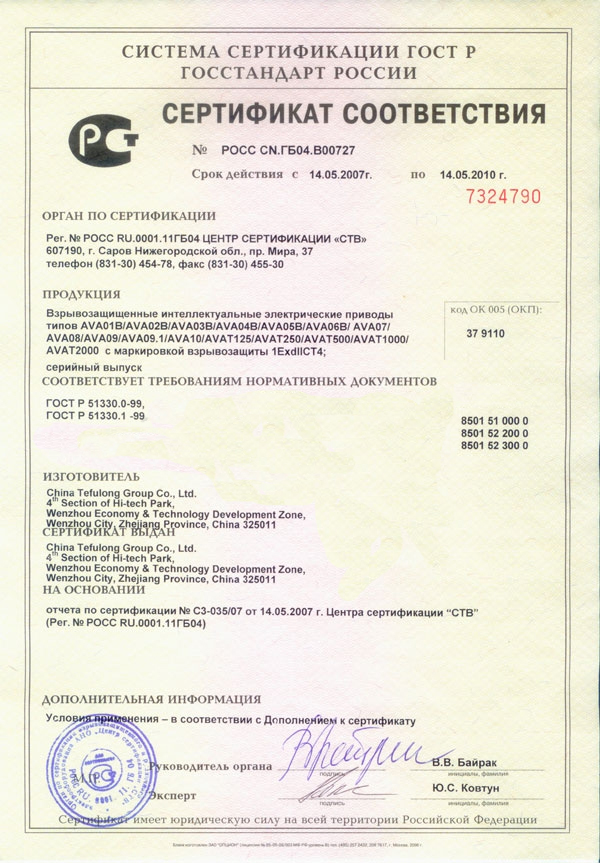 СИСТЕМА СЕРТИФИКАЦИИ ГОСТ Р
ГОССТАНДАРТ РОССИИ
СЕРТИФИКАТ СООТВЕТСТВИЯ
№ РОСС CN.ГБ04.В00727
Срок действия с 14.05.2007г. по 14.05.2010 г.
7324790
ОРГАН ПО СЕРТИФИКАЦИИ
Рег. № РОСС RU.0001.11ГБ04 ЦЕНТР СЕРТИФИКАЦИИ «СТВ»
607190, г. Саров Нижегородской обл., пр. Мира, 37
телефон (831-30) 454-78, факс (831-30) 455-30
ПРОДУКЦИЯ
Взрывозащищенные интеллектуальные электрические приводы
типов AVA01B/AVA02B/AVA03B/AVA04B/AVA05B/AVA06B/ AVA07/
AVA08/AVA09/AVA09.1/AVA10/AVAT125/AVAT250/AVAT500/AVAT1000/
AVAT2000 с маркировкой взрывозащиты 1ExdIICT4;
серийный выпуск
код ОК 005 (ОКП):
37 9110
СООТВЕТСТВУЕТ ТРЕБОВАНИЯМ НОРМАТИВНЫХ ДОКУМЕНТОВ
ГОСТ Р 51330.0-99,
ГОСТ Р 51330.1 -99
8501 51 000 0
8501 52 200 0
8501 52 300 0
ИЗГОТОВИТЕЛЬ
China Tefulong Group Co., Ltd.
4th Section of Hi-tech Park,
Wenzhou Economy & Technology Development Zone,
Wenzhou City, Zhejiang Province, China 325011
СЕРТИФИКАТ ВЫДАН
China Tefulong Group Co., Ltd.
4th Section of Hi-tech Park,
Wenzhou Economy & Technology Development Zone,
Wenzhou City, Zhejiang Province, China 325011
НА ОСНОВАНИИ
отчета по сертификации № СЗ-035/07 от 14.05.2007 г. Центра сертификации “СТВ”
(Рег. № РОСС RU.0001.11ГБ04)
ДОПОЛНИТЕЛЬНАЯ ИНФОРМАЦИЯ
Условия применения – в соответствии с Дополнением к сертификату
М.П.
Руководитель органа
подпись
В.В. Байрак
инициалы, фамилия
Эксперт
подпись
Ю.С. Ковтун
инициалы, фамилия
Сертификат имеет юридическую силу на всей территории Российской Федерации